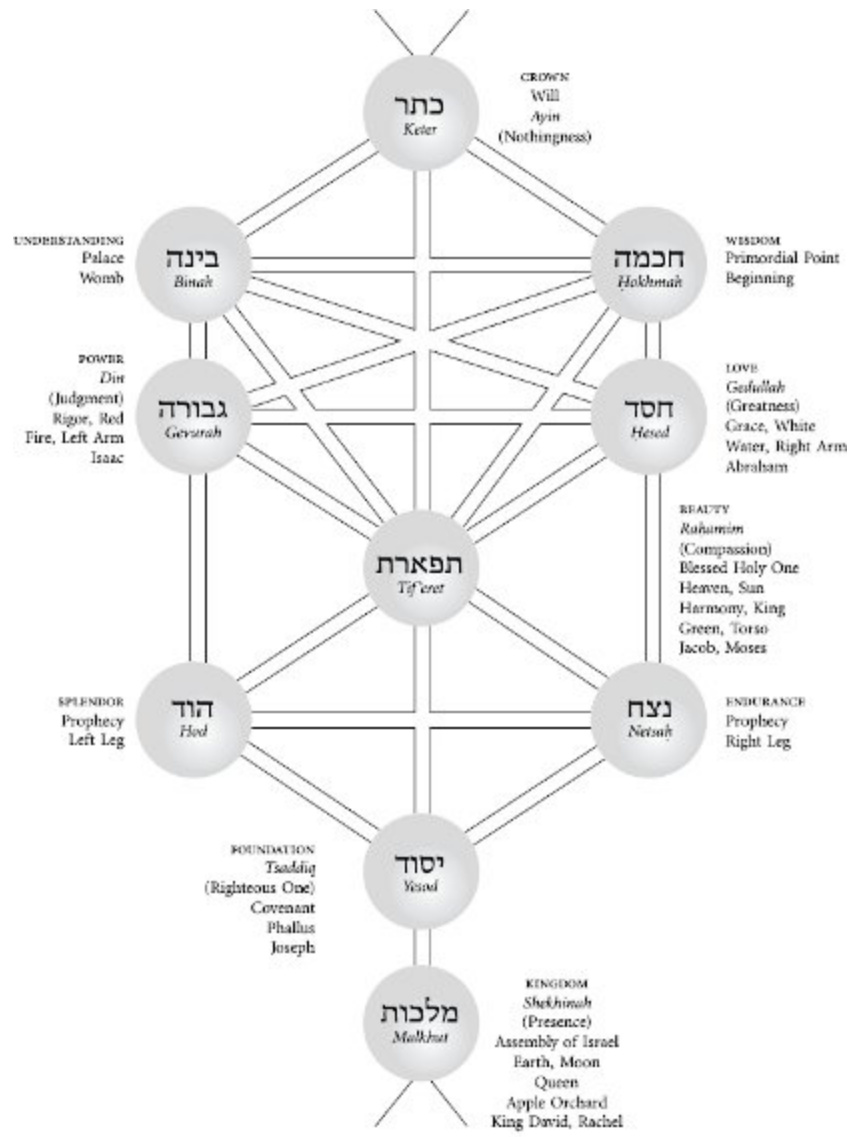 כתר
Keter
CROWN
Will
Ayin
(Nothingness)
UNDERSTANDING
Palace
Womb
בינה
Binah
חכמה
Ḥokhmah
WISDOM
Primordial Point
Beginning
POWER
Din
(Judgment)
Rigor, Red
Fire, Left Arm
Isaac
גבורה
Gevurah
חסד
Ḥesed
LOVE
Gedullah
(Greatness)
Grace, White
Water, Right Arm
Abraham
תפארת
Tif'eret
BEAUTY
Rahamim
(Compassion)
Blessed Holy One
Heaven, Sun
Harmony, King
Green, Torso
Jacob, Moses
SPLENDOR
Prophecy
Left Leg
הוד
Hod
נצח
Netsaḥ
ENDURANCE
Prophecy
Right Leg
FOUNDATION
Tsaddiq
(Righteous One)
Covenant
Phallus
Joseph
יסוד
Yesod
מלכות
Malkhut
KINGDOM
Shekhinah
(Presence)
Assembly of Israel
Earth, Moon
Queen
Apple Orchard
King David, Rachel